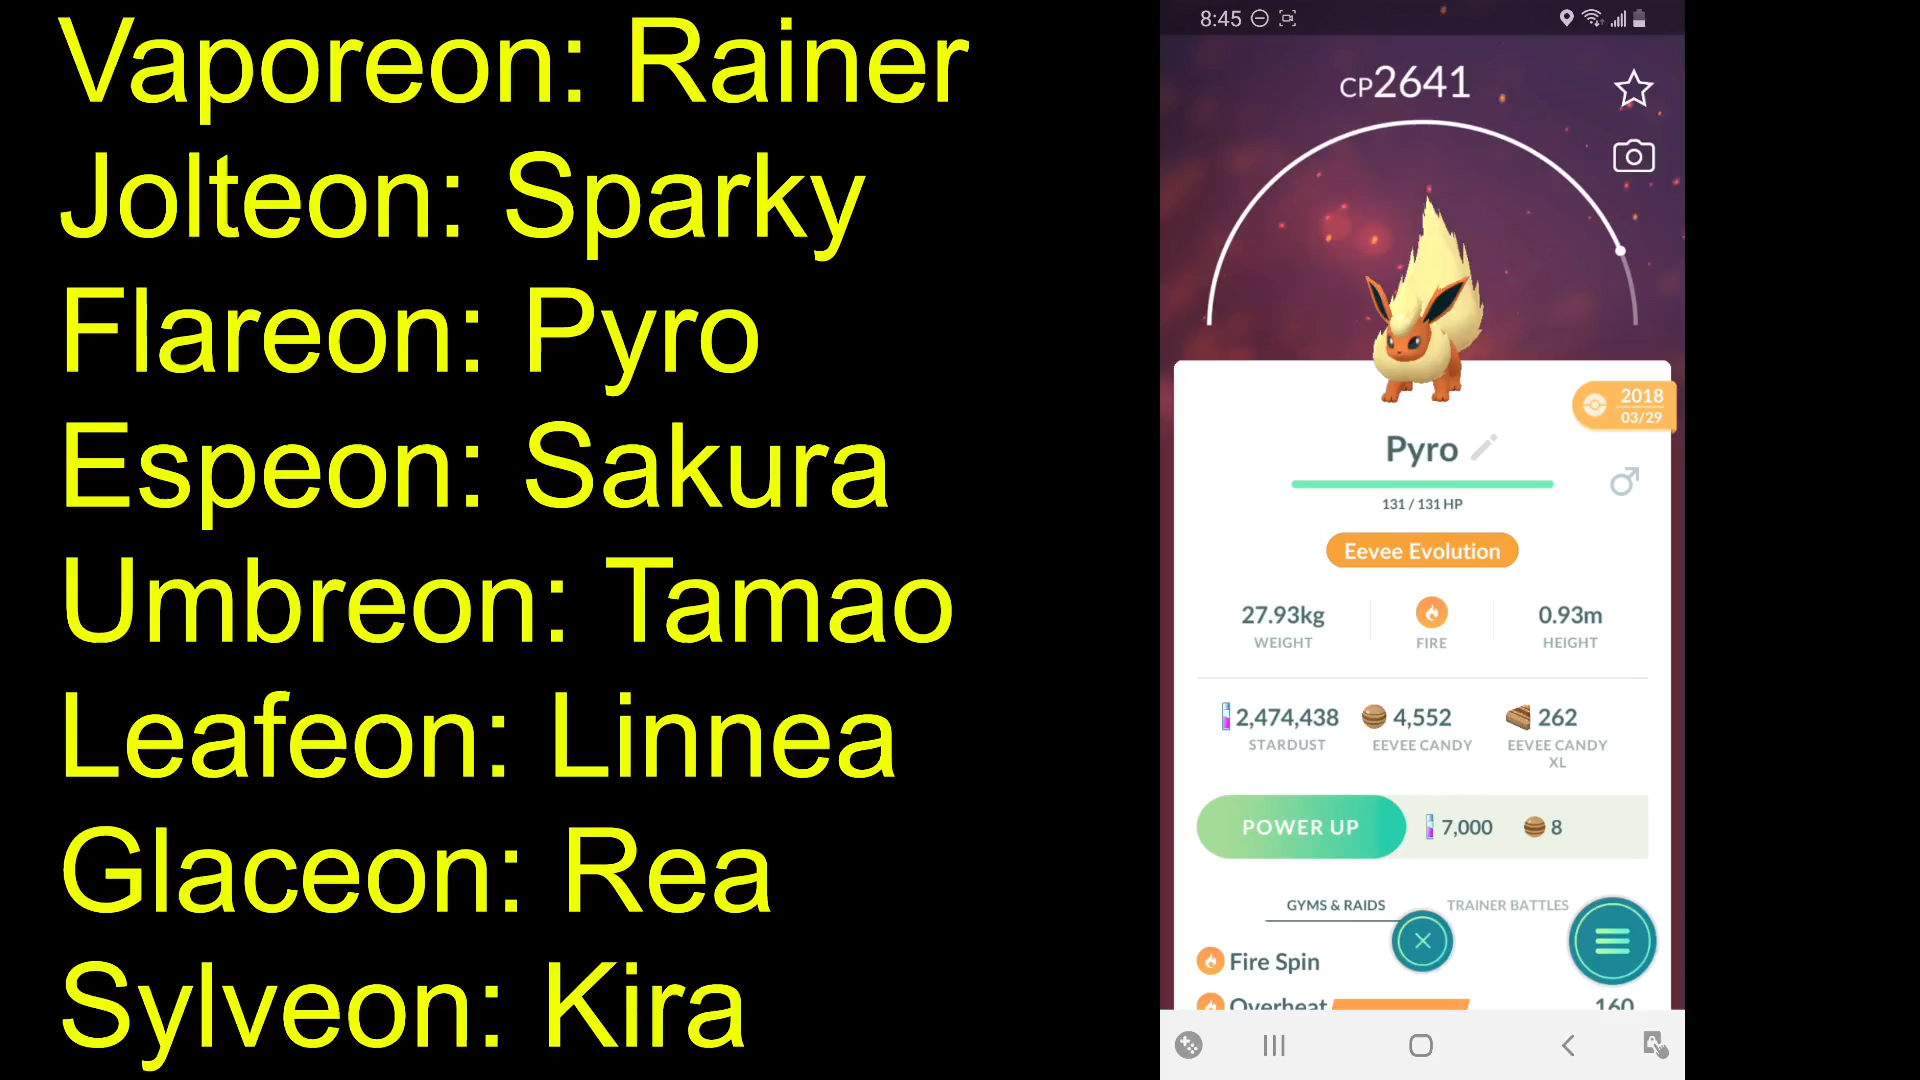 Vaporeon: Rainer
Jolteon: Sparky
Flareon: Pyro
Espeon: Sakura
Umbreon: Tamao
Leafeon: Linnea
Glaceon: Rea
Sylveon: Kira
8:45
CP2641
2018
03/29
Pyro
131 / 131 HP
Eevee Evolution
27.93kg 0.93m
WEIGHT FIRE HEIGHT
2,474,438 4,552 262
STARDUST EEVEE CANDY EEVEE CANDY
XL
POWER UP 7,000 8
GYMS & RAIDS TRAINER BATTLES
Fire Spin
Overheat 160